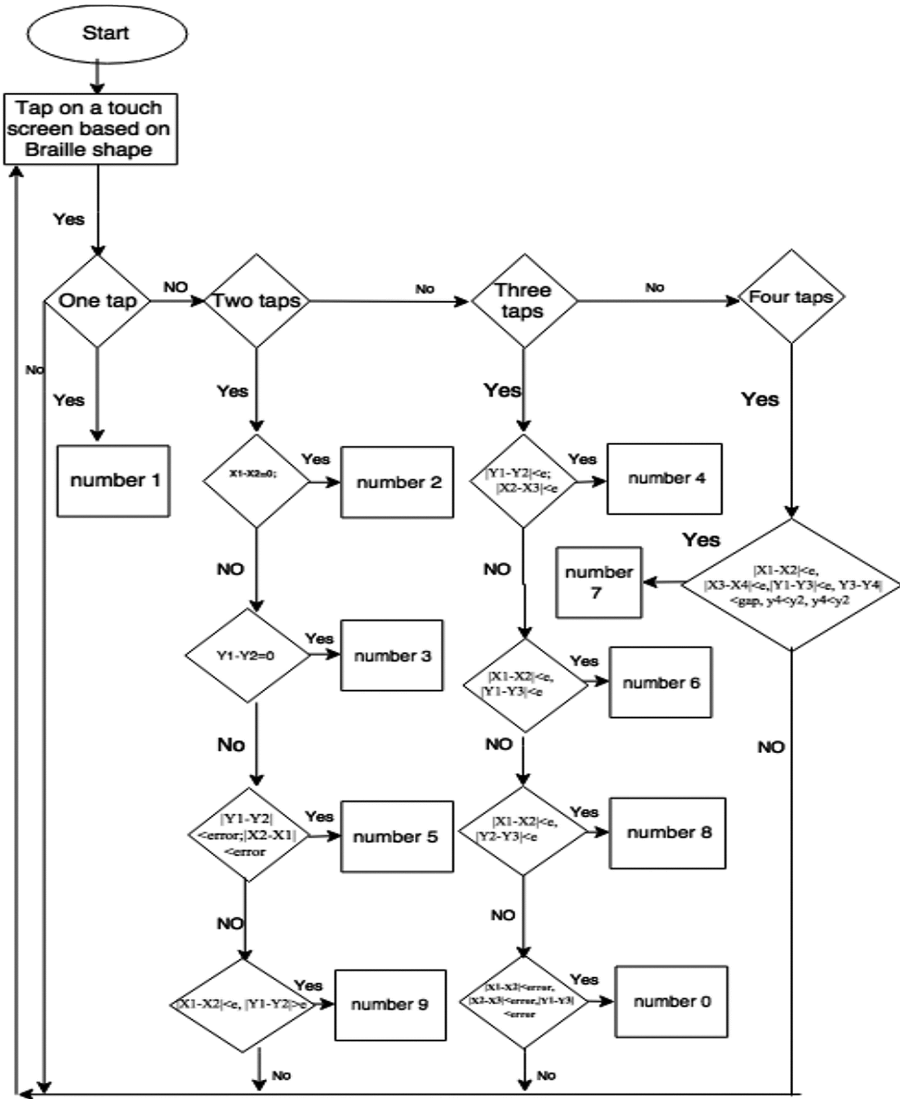 Start
Tap on a touch
screen based on
Braille shape
Yes
One tap
NO
Two taps
No
Three
taps
No
Four taps
No
Yes
Yes
Yes
Yes
number 1
X1-X2=0;
Yes
number 2
|Y1-Y2|<e;
|X2-X3|<e
Yes
number 4
NO
NO
Yes
number
7
|X1-X2|<e,
|X3-X4|<e,|Y1-Y3|<e, Y3-Y4|
<gap, y4<y2, y4<y2
Y1-Y2=0
Yes
number 3
|X1-X2|<e,
|Y1-Y3|<e
Yes
number 6
No
NO
NO
|Y1-Y2|
<error;|X2-X1|
<error
Yes
number 5
|X1-X2|<e,
|Y2-Y3|<e
Yes
number 8
NO
NO
|X1-X2|<e, |Y1-Y2|>e
Yes
number 9
|X1-X2|<error,
|X2-X3|<error,|Y1-Y3|
<error
Yes
number 0
No
No